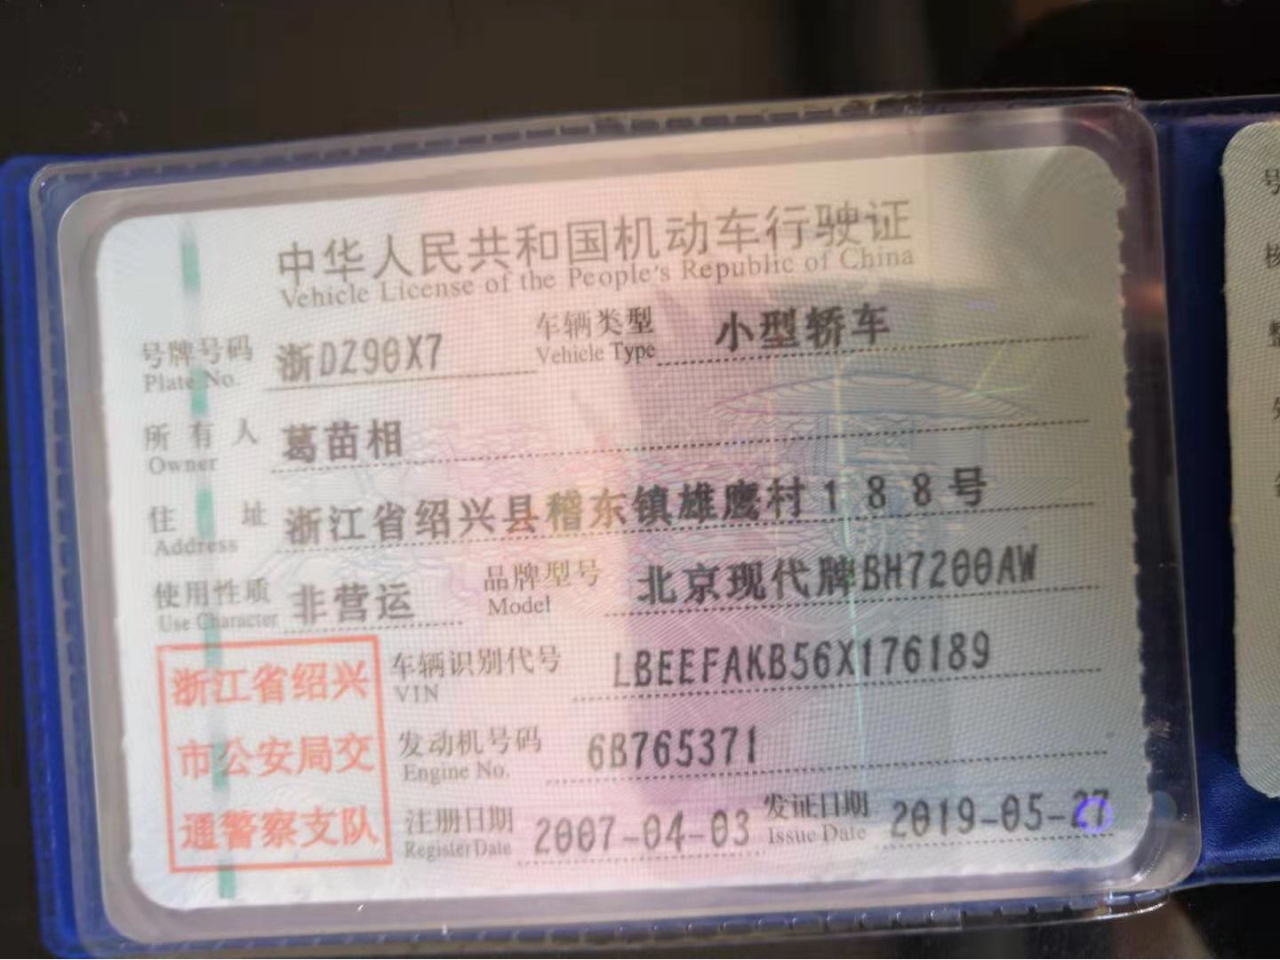 中华人民共和国机动车行驶证
Vehicle License of the People's Republic of China
号牌号码 浙DZ90X7 车辆类型 小型轿车
Plate No. Vehicle Type
所有人 葛苗相
Owner
住址 浙江省绍兴县稽东镇雄鹰村188号
Address
使用性质 非营运 品牌型号 北京现代牌BH7200AW
Use Character Model
浙江省绍兴
市公安局交
通警察支队
车辆识别代号 LBEEFAKB56X176189
VIN
发动机号码 6B765371
Engine No.
注册日期 2007-04-03 发证日期 2019-05-27
Register Date Issue Date
号
核
整